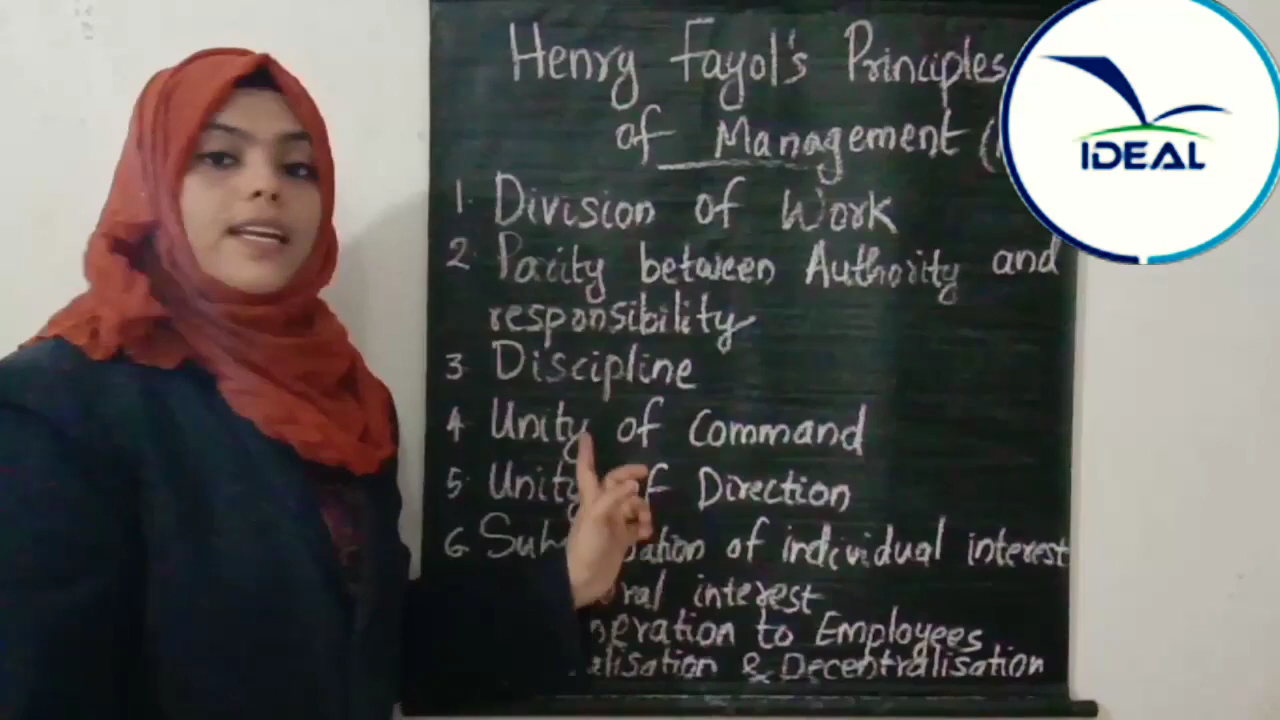 Henry Fayol's Principles
of Management (
1. Division of Work
2. Parity between Authority and
responsibility
3. Discipline
4. Unity of Command
5. Unity of Direction
6. of individual interest
interest
to Employees
& Decentralisation
IDEAL